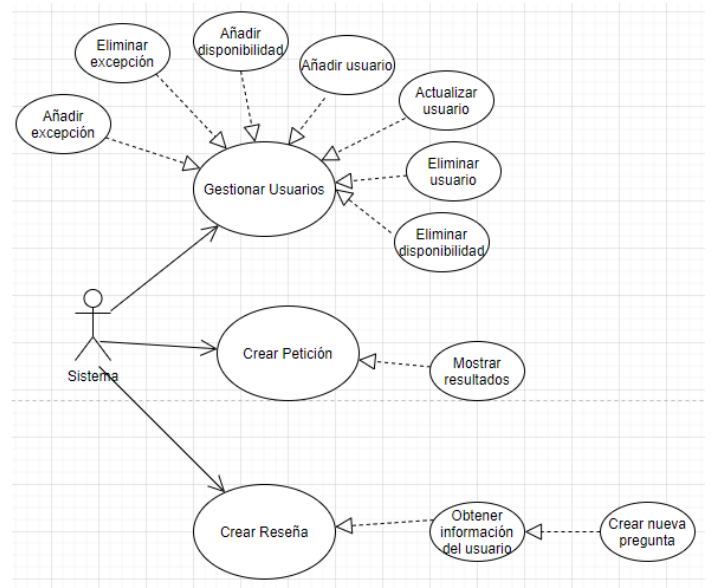 Añadir
disponibilidad
Eliminar
excepción
Añadir usuario
Actualizar
usuario
Añadir
excepción
Eliminar
usuario
Gestionar Usuarios
Eliminar
disponibilidad
Crear Petición
Mostrar
resultados
Sistema
Obtener
información
del usuario
Crear nueva
pregunta
Crear Reseña